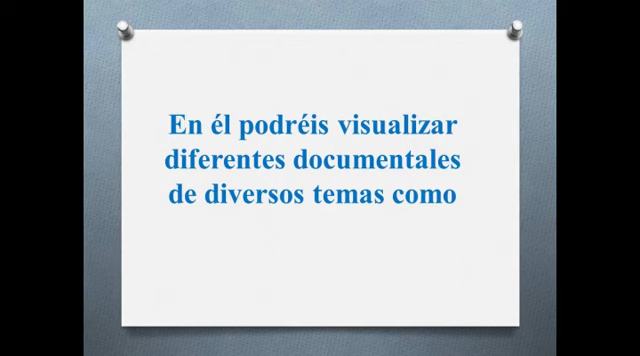 En él podréis visualizar
diferentes documentales
de diversos temas como